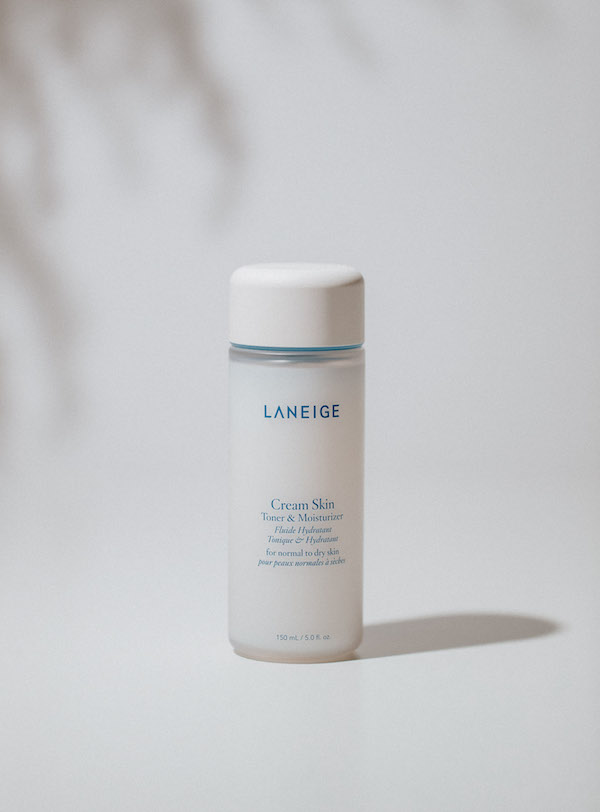 LANEIGE
Cream Skin
Toner & Moisturizer
Fluide Hydratant
Tonique & Hydratant
for normal to dry skin
pour peaux normales à sèches
150 mL / 5.0 fl. oz.